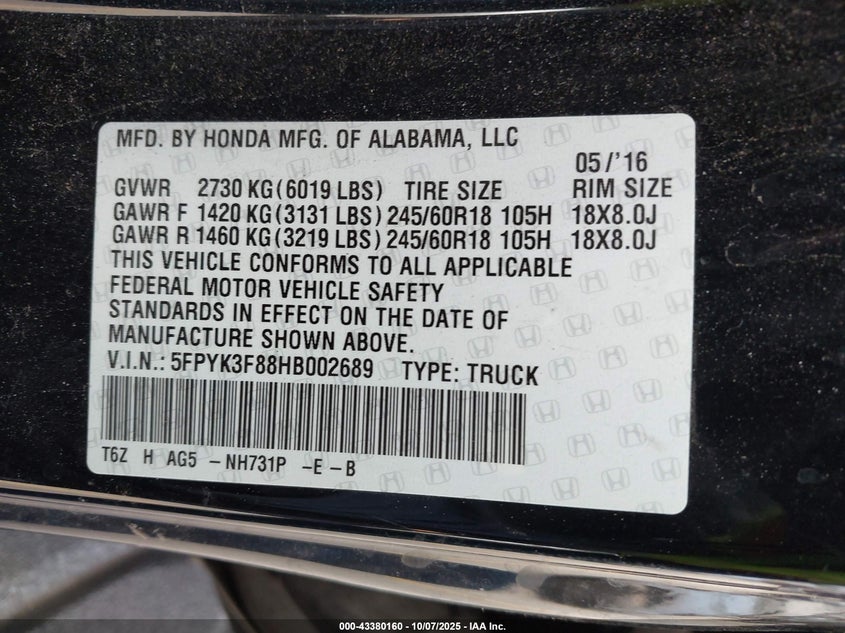 MFD. BY HONDA MFG. OF ALABAMA, LLC
05/'16
GVWR 2730 KG (6019 LBS) TIRE SIZE RIM SIZE
GAWR F 1420 KG (3131 LBS) 245/60R18 105H 18X8.0J
GAWR R 1460 KG (3219 LBS) 245/60R18 105H 18X8.0J
THIS VEHICLE CONFORMS TO ALL APPLICABLE
FEDERAL MOTOR VEHICLE SAFETY
STANDARDS IN EFFECT ON THE DATE OF
MANUFACTURE SHOWN ABOVE.
V.I.N.: 5FPYK3F88HB002689 TYPE: TRUCK
T6Z H AG5 -NH731P -E -B
000-43380160 - 10/07/2025 - IAA Inc.